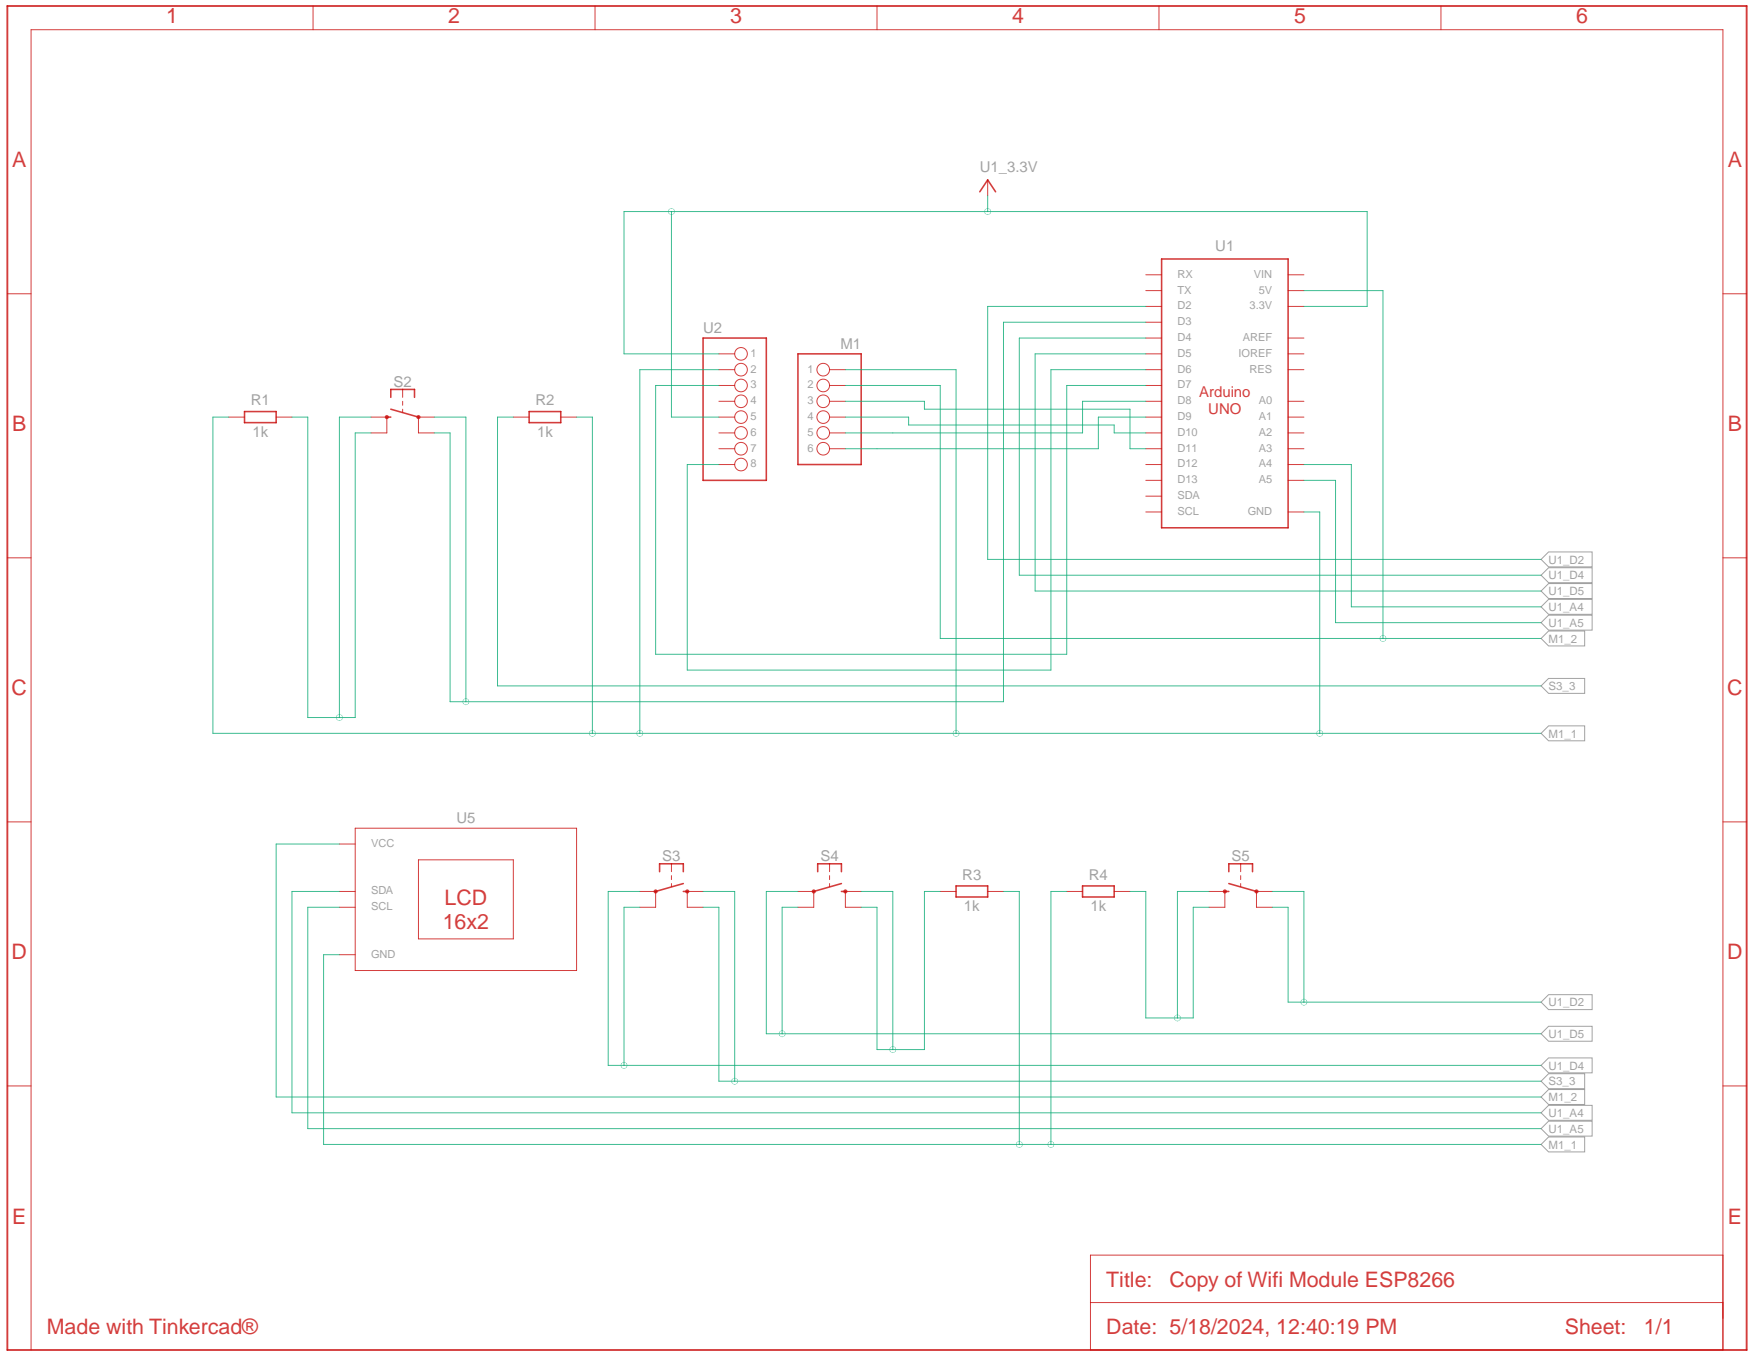 1 2 3 4 5 6
A A
U1_3.3V
U1
RX VIN
TX 5V
D2 3.3V
D3
D4 AREF
D5 IOREF
D6 RES
D7
D8 A0
D9 A1
D10 A2
D11 A3
D12 A4
D13 A5
SDA
SCL GND
Arduino
UNO
U2
1
2
3
4
5
6
7
8
M1
1
2
3
4
5
6
B B
R1
1k
S2
R2
1k
U1_D2
U1_D4
U1_D5
U1_A4
U1_A5
M1_2
C C
S3_3
M1_1
U5
VCC
SDA
SCL
GND
LCD
16x2
S3
S4
R3
1k
R4
1k
S5
D D
U1_D2
U1_D5
U1_D4
S3_3
M1_2
U1_A4
U1_A5
M1_1
E E
Title: Copy of Wifi Module ESP8266
Made with Tinkercad®
Date: 5/18/2024, 12:40:19 PM Sheet: 1/1